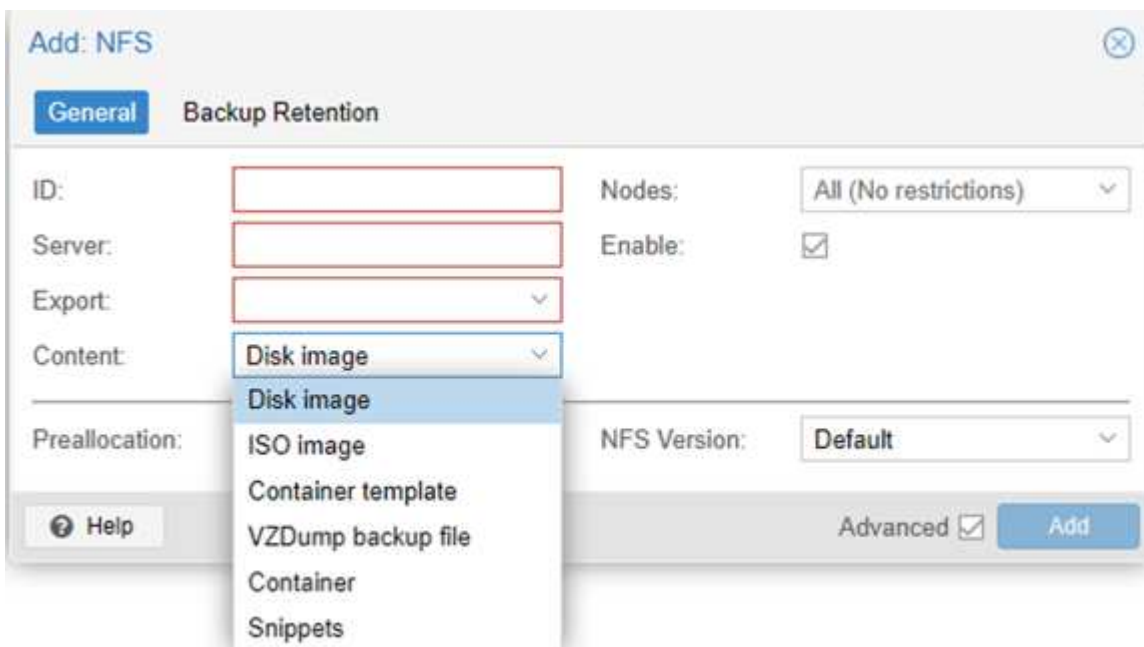 Add: NFS
General Backup Retention
ID: Nodes: All (No restrictions)
Server: Enable:
Export:
Content: Disk image
Disk image
Preallocation: ISO image NFS Version: Default
Container template
Help VZDump backup file Advanced Add
Container
Snippets